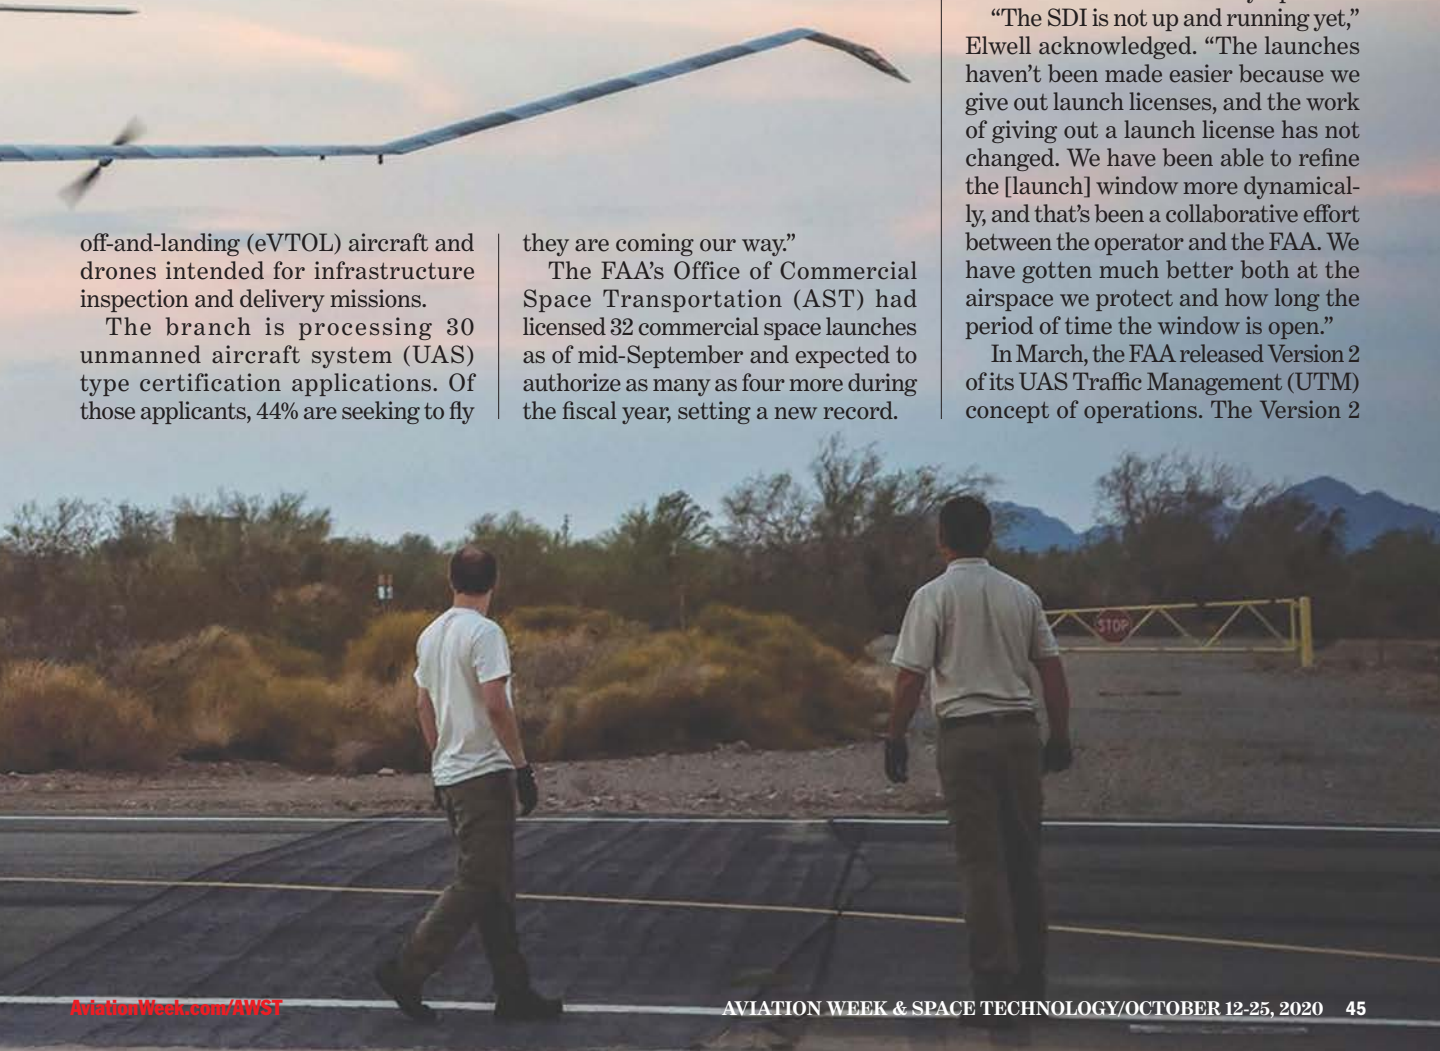 off-and-landing (eVTOL) aircraft and
drones intended for infrastructure
inspection and delivery missions.
The branch is processing 30
unmanned aircraft system (UAS)
type certification applications. Of
those applicants, 44% are seeking to fly
they are coming our way.”
The FAA’s Office of Commercial
Space Transportation (AST) had
licensed 32 commercial space launches
as of mid-September and expected to
authorize as many as four more during
the fiscal year, setting a new record.
“The SDI is not up and running yet,”
Elwell acknowledged. “The launches
haven’t been made easier because we
give out launch licenses, and the work
of giving out a launch license has not
changed. We have been able to refine
the [launch] window more dynamical-
ly, and that’s been a collaborative effort
between the operator and the FAA. We
have gotten much better both at the
airspace we protect and how long the
period of time the window is open.”
In March, the FAA released Version 2
of its UAS Traffic Management (UTM)
concept of operations. The Version 2
STOP
AviationWeek.com/AWST
AVIATION WEEK & SPACE TECHNOLOGY/OCTOBER 12-25, 2020 45